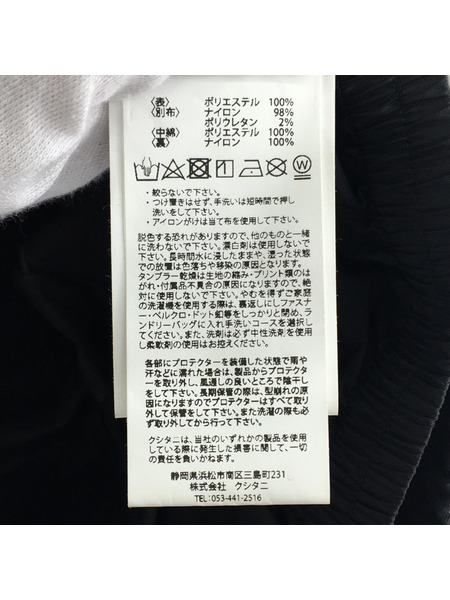 〈表〉 ポリエステル 100%
〈別布〉 ナイロン 98%
ポリウレタン 2%
〈中綿〉 ポリエステル 100%
〈裏〉 ナイロン 100%
・絞らないで下さい。
・つけ置きはせず、手洗いは短時間で押し
洗いをして下さい。
・アイロンがけは当て布を使用して下さい。
脱色する恐れがありますので、他のものと一緒
に洗わないで下さい。漂白剤は使用しないで
下さい。長時間水に浸したままや、湿った状態
での放置は色落ちや移染の原因となります。
タンブラー乾燥は生地の縮み・プリント類のは
がれ・付属品不具合の原因になりますので、絶
対に使用しないで下さい。やむを得ずご家庭
の洗濯機を使用する際は、裏返しにしファスナ
ー・ベルクロ・ドット釦等をしっかりと閉め、ラ
ンドリーバッグに入れ手洗いコースを選択し
てください。また、洗剤は必ず中性洗剤を使用
し柔軟剤の使用はお控えください。
各部にプロテクターを装備した状態で雨や
汗などに濡れた場合は、製品からプロテクター
を取り外し、風通しの良いところで陰干しを
して下さい。長期保管の際は、型崩れの原
因になりますのでプロテクターはすべて取り
外して保管をして下さい。また洗濯の際も必
ず取り外してから行って下さい。
クシタニは、当社のいずれかの製品を使用
している際に発生した損害に関して、一切
の責任を負いかねます。
静岡県浜松市南区三島町231
株式会社 クシタニ
TEL:053-441-2516